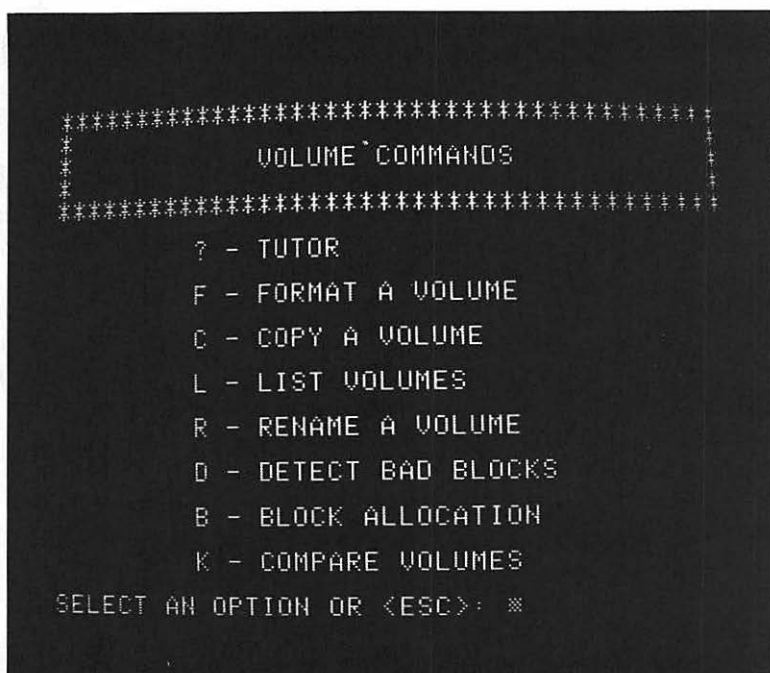 VOLUME COMMANDS
? - TUTOR
F - FORMAT A VOLUME
C - COPY A VOLUME
L - LIST VOLUMES
R - RENAME A VOLUME
D - DETECT BAD BLOCKS
B - BLOCK ALLOCATION
K - COMPARE VOLUMES
SELECT AN OPTION OR <ESC>: